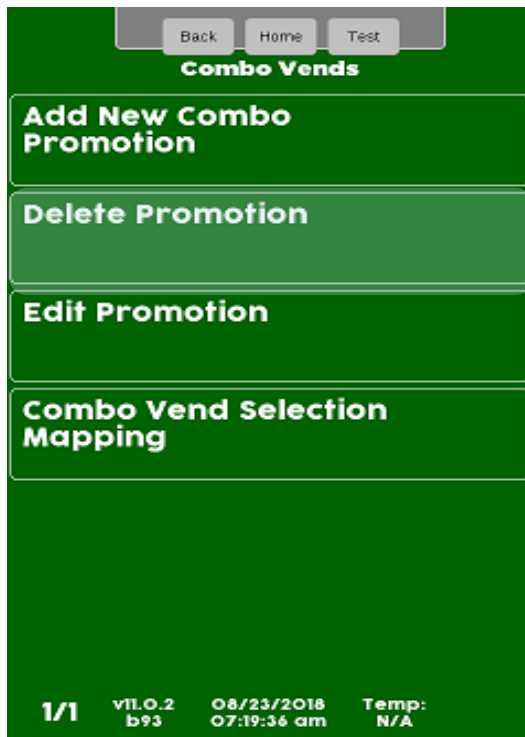 Back Home Test
Combo Vends
Add New Combo
Promotion
Delete Promotion
Edit Promotion
Combo Vend Selection
Mapping
1/1 v11.0.2 08/23/2018 Temp:
b93 07:19:36 am N/A